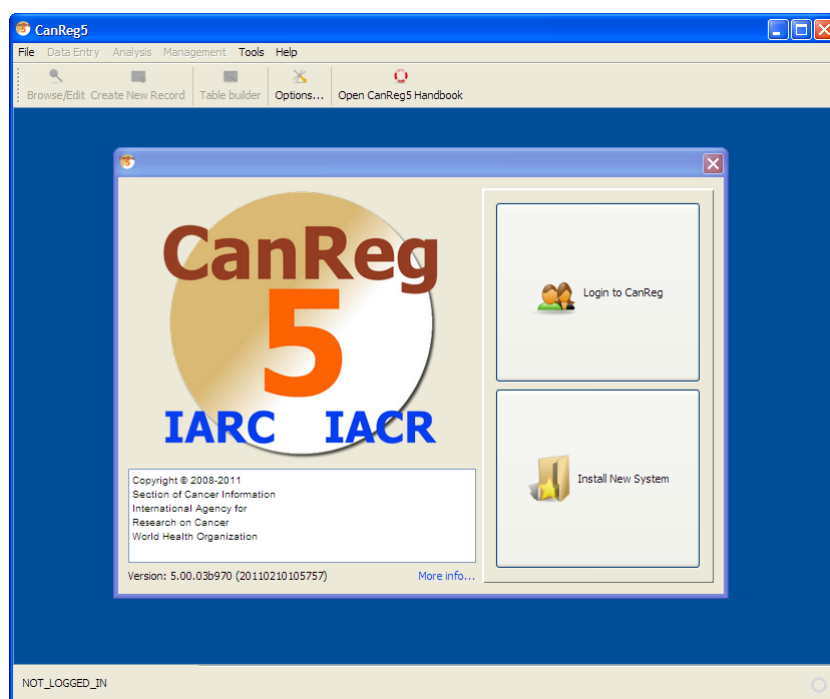 CanReg5
File Data Entry Analysis Management Tools Help
Browse/Edit Create New Record Table builder Options... Open CanReg5 Handbook
CanReg
5
IARC IACR
Login to CanReg
Install New System
Copyright © 2008-2011
Section of Cancer Information
International Agency for
Research on Cancer
World Health Organization
Version: 5.00.03b970 (20110210105757) More info...
NOT_LOGGED_IN